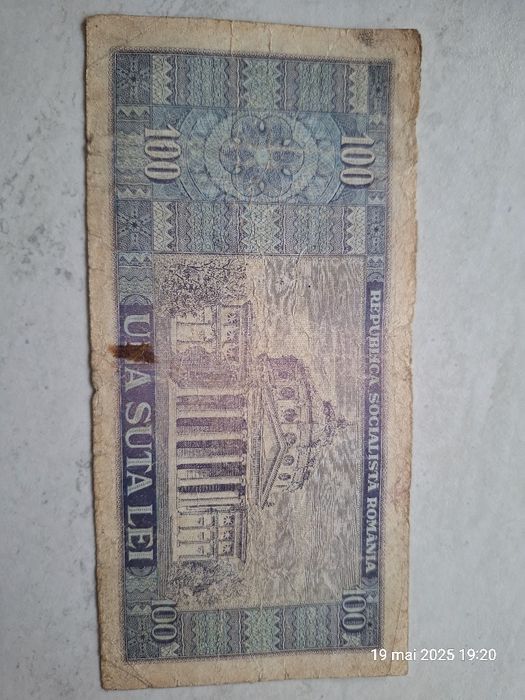 100
100
REPUBLICA SOCIALISTA ROMANIA
UNA SUTA LEI
100
100
19 mai 2025 19:20